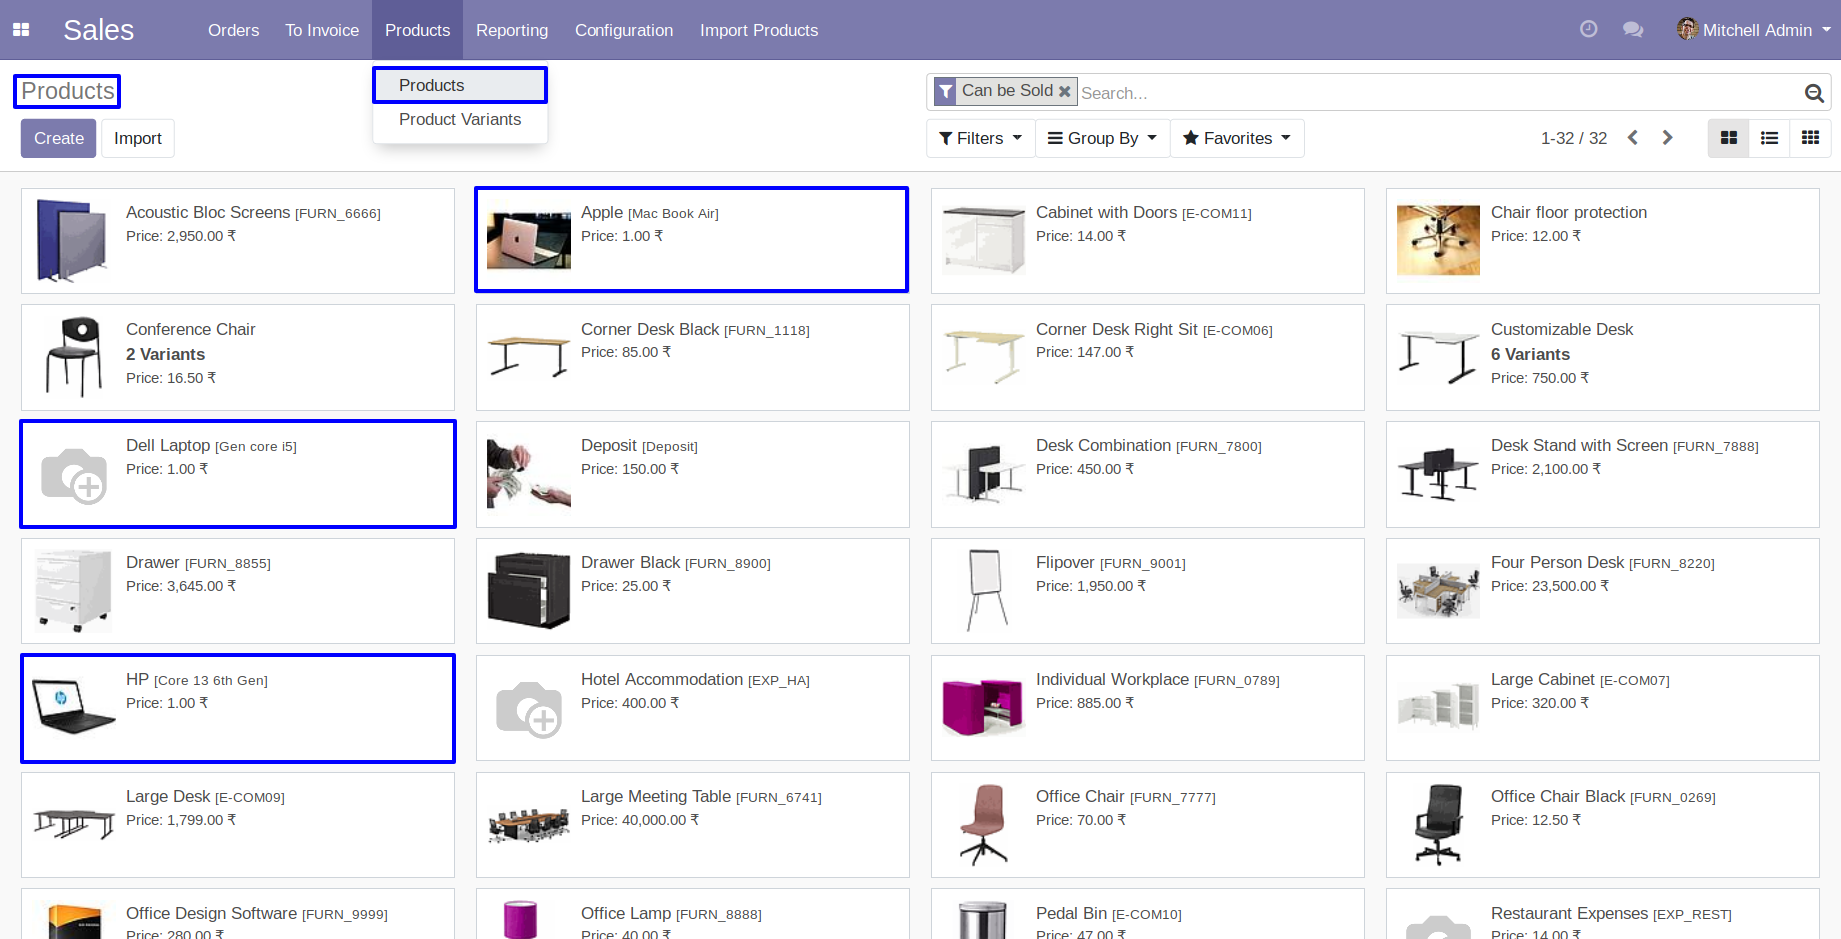 Sales
Orders
To Invoice
Products
Reporting
Configuration
Import Products
Mitchell Admin
Products
Products
Product Variants
Can be Sold
Search...
Create
Import
Filters
Group By
Favorites
1-32 / 32
Acoustic Bloc Screens [FURN_6666]
Price: 2,950.00 ₹
Apple [Mac Book Air]
Price: 1.00 ₹
Cabinet with Doors [E-COM11]
Price: 14.00 ₹
Chair floor protection
Price: 12.00 ₹
Conference Chair
2 Variants
Price: 16.50 ₹
Corner Desk Black [FURN_1118]
Price: 85.00 ₹
Corner Desk Right Sit [E-COM06]
Price: 147.00 ₹
Customizable Desk
6 Variants
Price: 750.00 ₹
Dell Laptop [Gen core i5]
Price: 1.00 ₹
Deposit [Deposit]
Price: 150.00 ₹
Desk Combination [FURN_7800]
Price: 450.00 ₹
Desk Stand with Screen [FURN_7888]
Price: 2,100.00 ₹
Drawer [FURN_8855]
Price: 3,645.00 ₹
Drawer Black [FURN_8900]
Price: 25.00 ₹
Flipover [FURN_9001]
Price: 1,950.00 ₹
Four Person Desk [FURN_8220]
Price: 23,500.00 ₹
HP [Core 13 6th Gen]
Price: 1.00 ₹
Hotel Accommodation [EXP_HA]
Price: 400.00 ₹
Individual Workplace [FURN_0789]
Price: 885.00 ₹
Large Cabinet [E-COM07]
Price: 320.00 ₹
Large Desk [E-COM09]
Price: 1,799.00 ₹
Large Meeting Table [FURN_6741]
Price: 40,000.00 ₹
Office Chair [FURN_7777]
Price: 70.00 ₹
Office Chair Black [FURN_0269]
Price: 12.50 ₹
Office Design Software [FURN_9999]
Price: 280.00 ₹
Office Lamp [FURN_8888]
Price: 40.00 ₹
Pedal Bin [E-COM10]
Price: 47.00 ₹
Restaurant Expenses [EXP_REST]
Price: 14.00 ₹